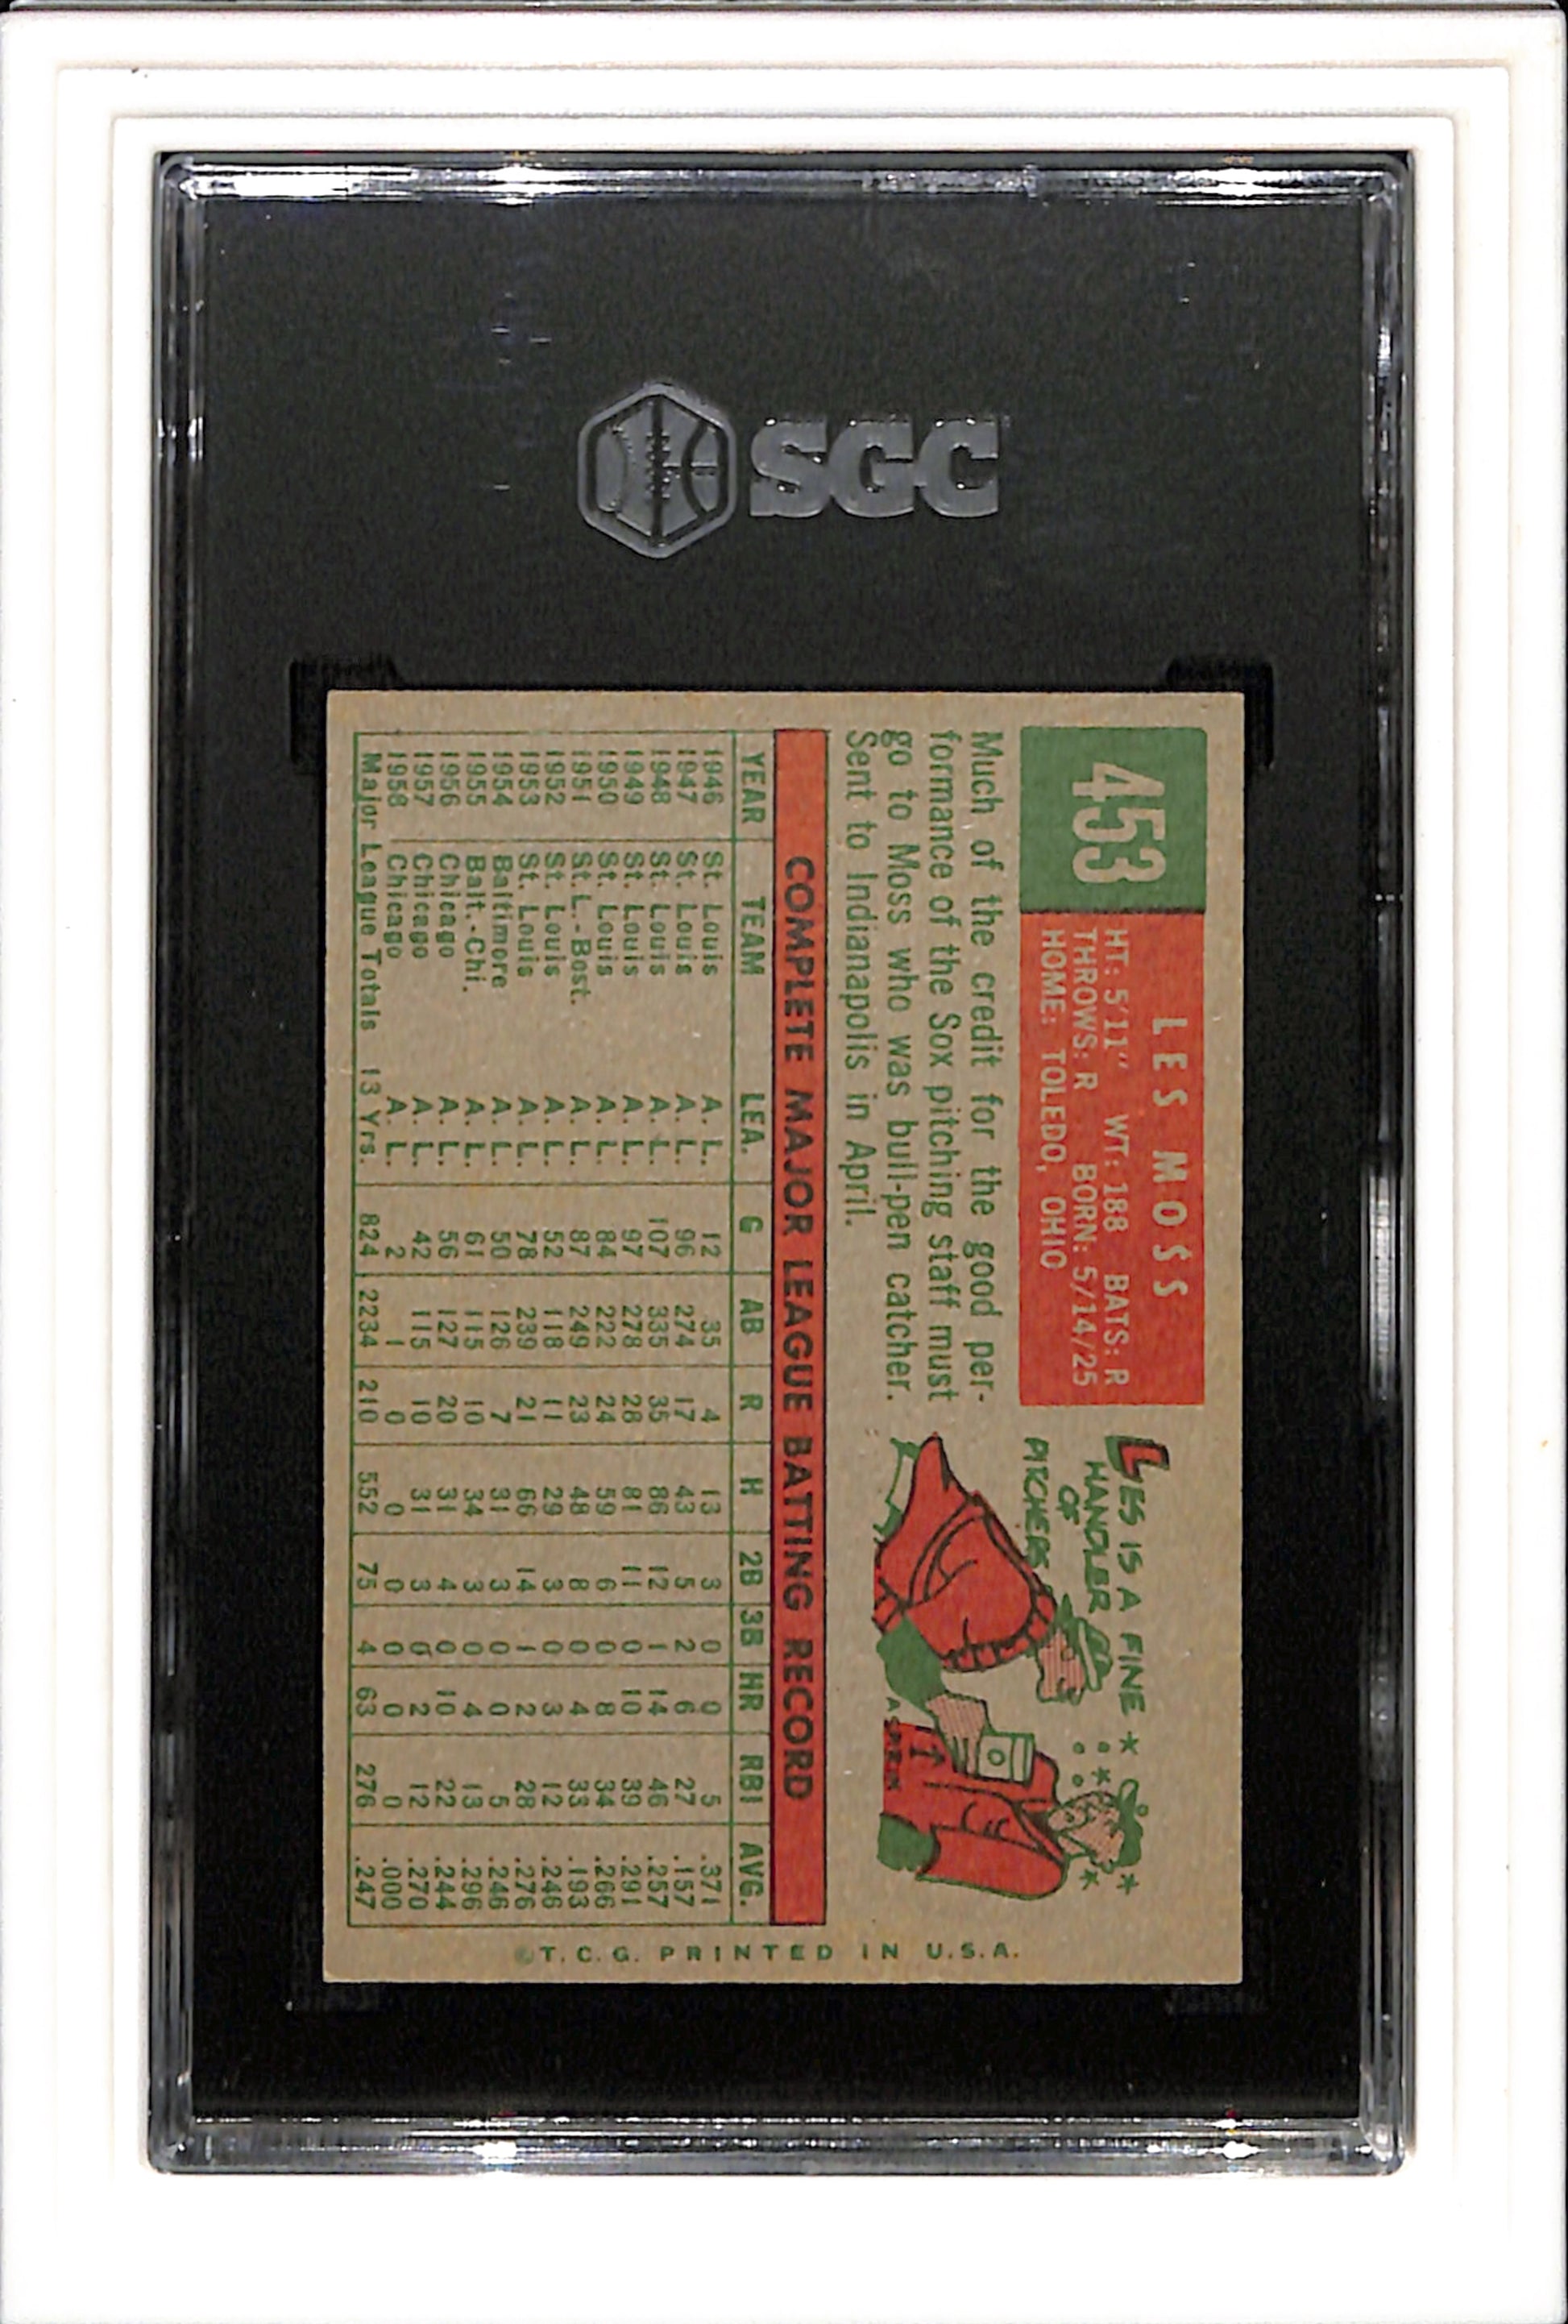 SGC
453
LES MOSS
HT: 5'11" WT: 188 BATS: R
THROWS: R BORN: 5/14/25
HOME: TOLEDO, OHIO
Much of the credit for the good per-
formance of the Sox pitching staff must
go to Moss who was bull-pen catcher.
Sent to Indianapolis in April.
LES IS A FINE
HANDLER
OF
PITCHERS
ASPIRIN
COMPLETE MAJOR LEAGUE BATTING RECORD
YEAR TEAM LEA. G AB R H 2B 3B HR RBI AVG.
1946 St. Louis A. L. 12 35 4 13 3 0 0 5 .371
1947 St. Louis A. L. 96 274 17 43 5 2 6 27 .157
1948 St. Louis A. L. 107 335 35 86 12 1 14 46 .257
1949 St. Louis A. L. 97 278 28 81 11 0 10 39 .291
1950 St. Louis A. L. 84 222 24 59 6 0 8 34 .266
1951 St. L.-Bost. A. L. 87 249 23 48 8 0 4 33 .193
1952 St. Louis A. L. 52 118 11 29 3 0 3 12 .246
1953 St. Louis A. L. 78 239 21 66 14 1 2 28 .276
1954 Baltimore A. L. 50 126 7 31 3 0 0 5 .246
1955 Balt.-Chi. A. L. 61 115 10 34 3 0 4 13 .296
1956 Chicago A. L. 56 127 20 31 4 0 10 22 .244
1957 Chicago A. L. 42 115 10 31 3 0 2 12 .270
1958 Chicago A. L. 2 1 0 0 0 0 0 0 .000
Major League Totals 13 Yrs. 824 2234 210 552 75 4 63 276 .247
©T.C.G. PRINTED IN U.S.A.